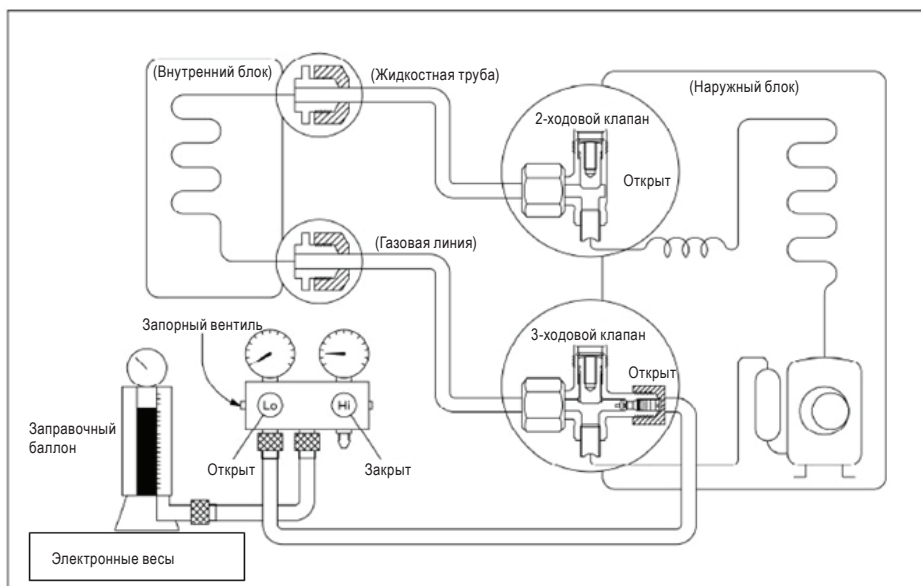 (Внутренний блок)
(Жидкостная труба)
(Наружный блок)
2-ходовой клапан
Открыт
(Газовая линия)
Запорный вентиль
3-ходовой клапан
Открыт
Lo
Hi
Заправочный
баллон
Открыт
Закрыт
Электронные весы